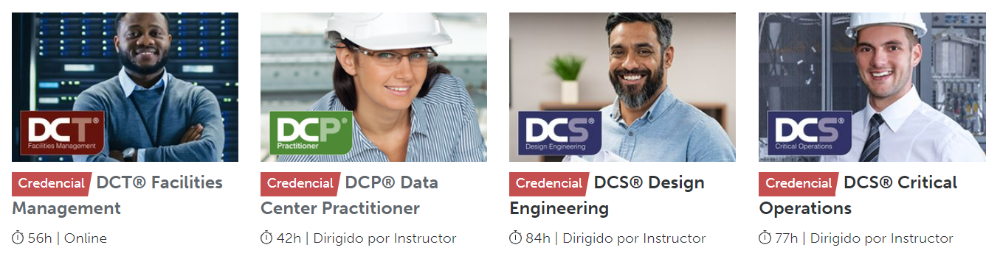 DCT®
Facilities Management
Credencial DCT® Facilities
Management
56h | Online
DCP®
Practitioner
Credencial DCP® Data
Center Practitioner
42h | Dirigido por Instructor
DCS®
Design Engineering
Credencial DCS® Design
Engineering
84h | Dirigido por Instructor
DCS®
Critical Operations
Credencial DCS® Critical
Operations
77h | Dirigido por Instructor